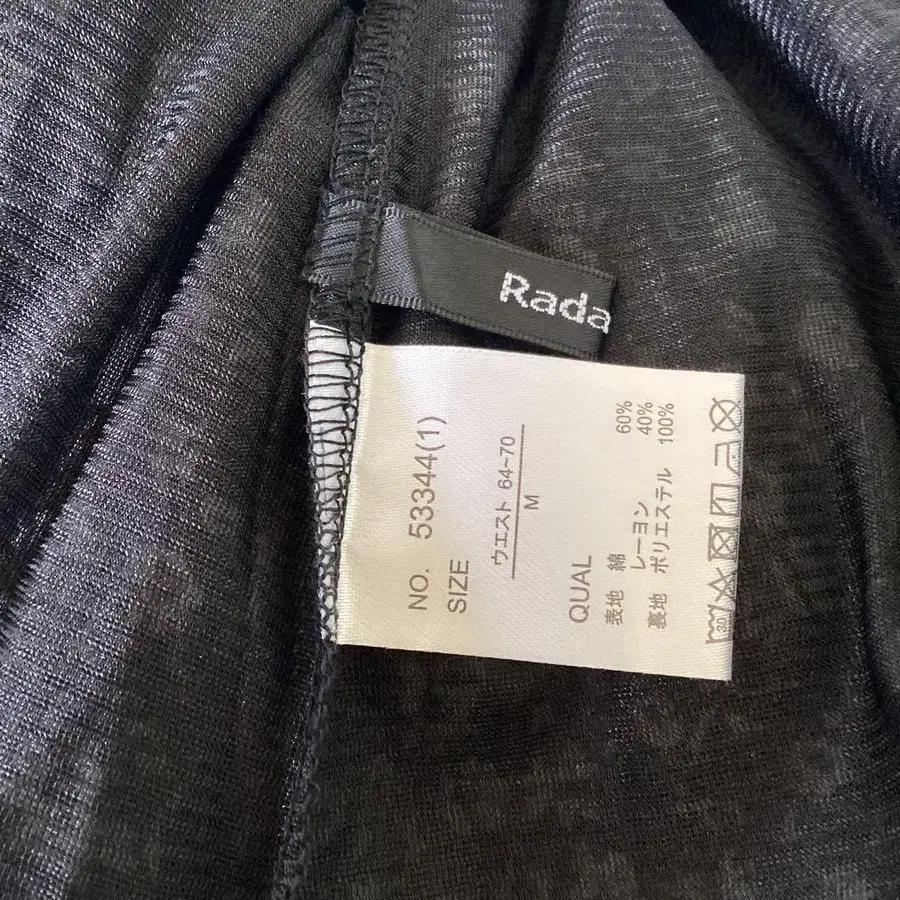 Rada
NO. 53344(1)
SIZE
ウエスト 64~70
M
QUAL
表地 綿 60%
レーヨン 40%
裏地 ポリエステル 100%
30